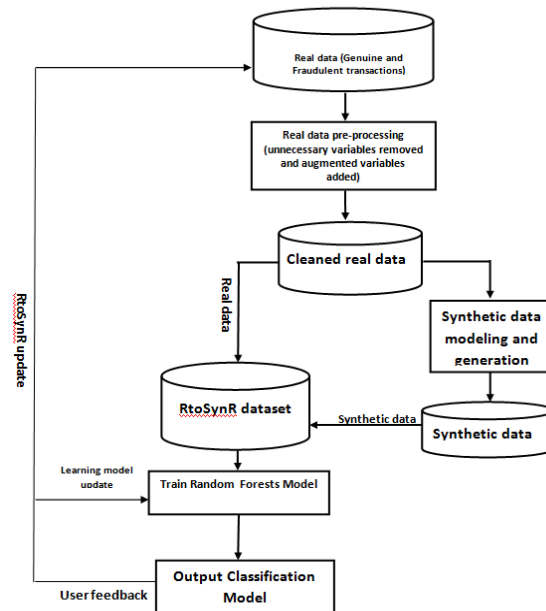 Real data (Genuine and
Fraudulent transactions)
Real data pre-processing
(unnecessary variables removed
and augmented variables
added)
Cleaned real data
Real
data
Synthetic data
modeling and
generation
RtoSynR update
RtoSynR dataset
Synthetic data
Synthetic data
Learning model
update
Train Random Forests Model
Output Classification
Model
User feedback